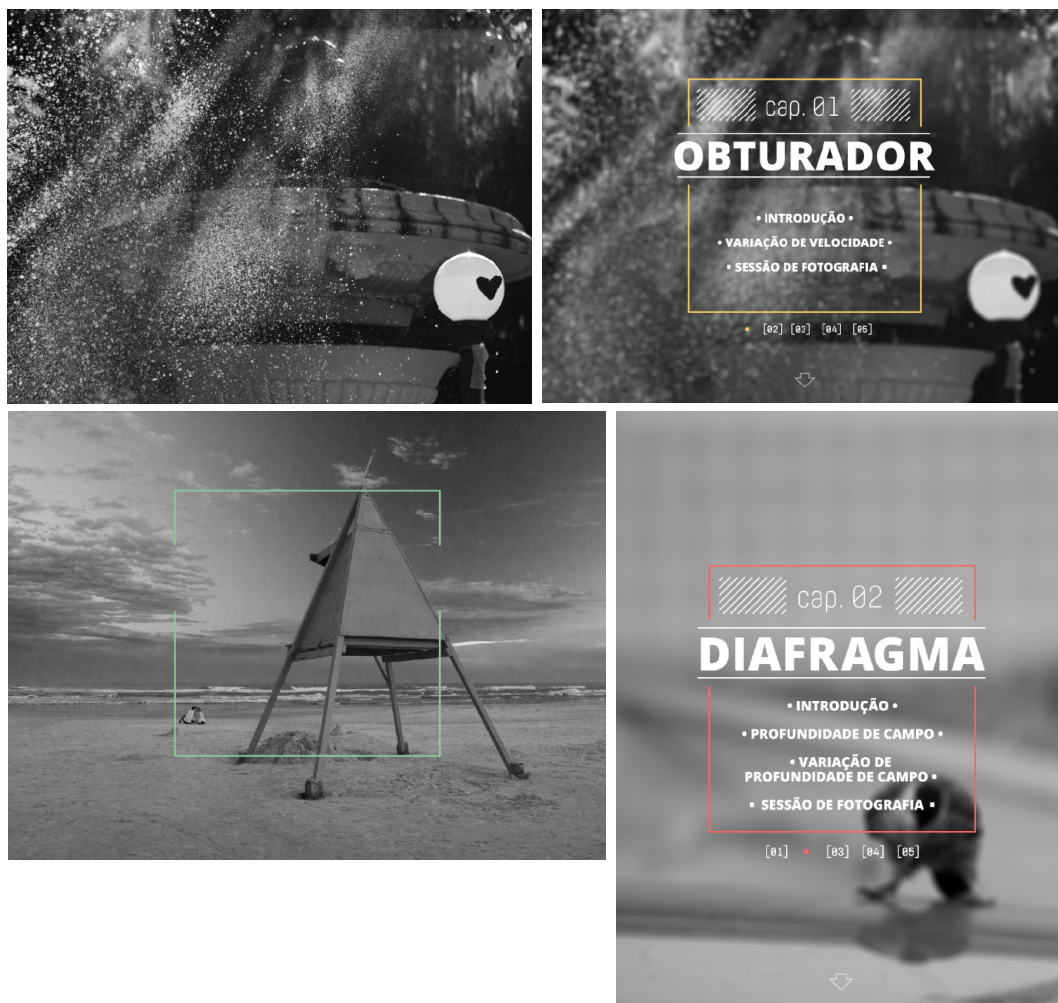 cap. 01
OBTURADOR
• INTRODUÇÃO •
• VARIAÇÃO DE VELOCIDADE •
• SESSÃO DE FOTOGRAFIA •
• [02] [03] [04] [05]
cap. 02
DIAFRAGMA
• INTRODUÇÃO •
• PROFUNDIDADE DE CAMPO •
• VARIAÇÃO DE
PROFUNDIDADE DE CAMPO •
• SESSÃO DE FOTOGRAFIA •
[01] • [03] [04] [05]